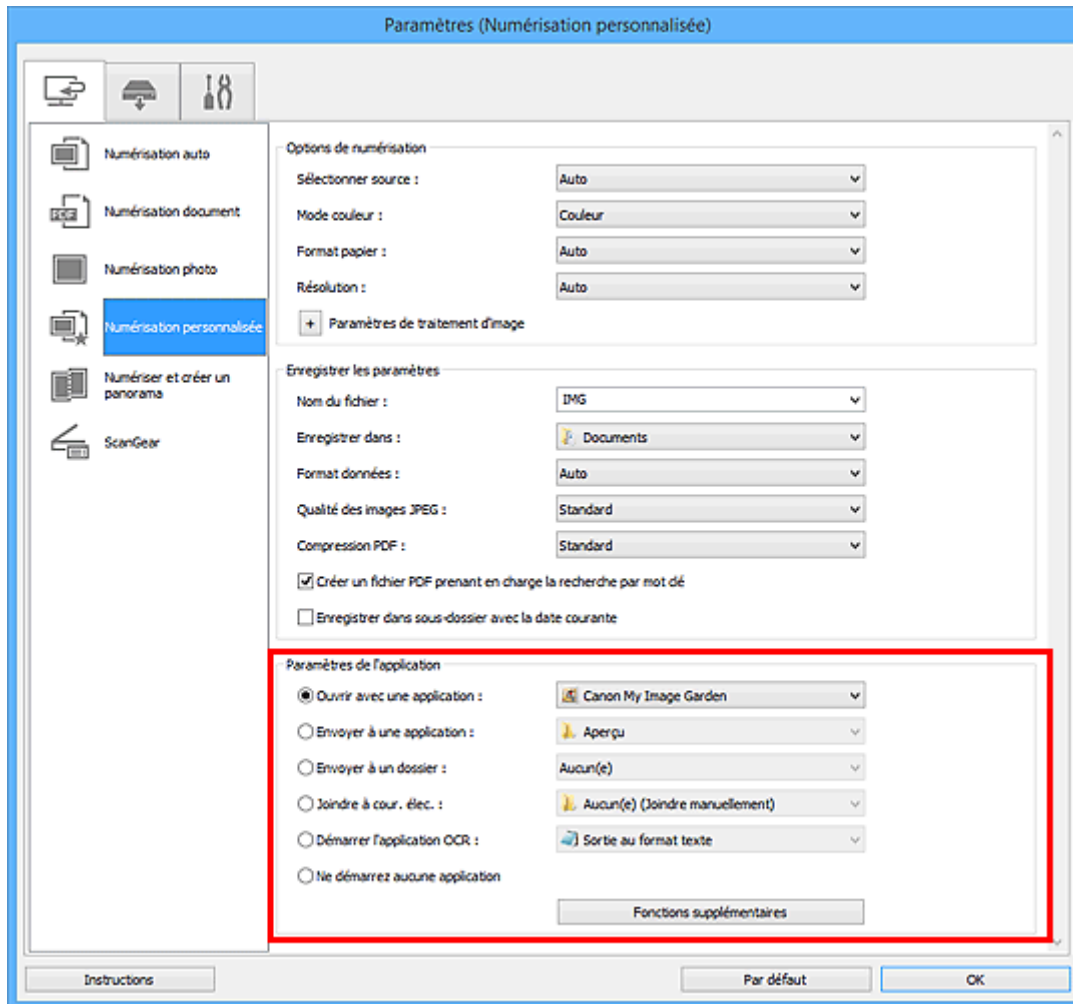 Paramètres (Numérisation personnalisée)
Numérisation auto
PDF
Numérisation document
Numérisation photo
Numérisation personnalisée
Numériser et créer un
panorama
ScanGear
Options de numérisation
Sélectionner source : Auto
Mode couleur : Couleur
Format papier : Auto
Résolution : Auto
+ Paramètres de traitement d'image
Enregistrer les paramètres
Nom du fichier : IMG
Enregistrer dans : Documents
Format données : Auto
Qualité des images JPEG : Standard
Compression PDF : Standard
Créer un fichier PDF prenant en charge la recherche par mot clé
Enregistrer dans sous-dossier avec la date courante
Paramètres de l'application
Ouvrir avec une application : Canon My Image Garden
Envoyer à une application : Aperçu
Envoyer à un dossier : Aucun(e)
Joindre à cour. élec. : Aucun(e) (Joindre manuellement)
Démarrer l'application OCR : Sortie au format texte
Ne démarrez aucune application
Fonctions supplémentaires
Instructions Par défaut OK